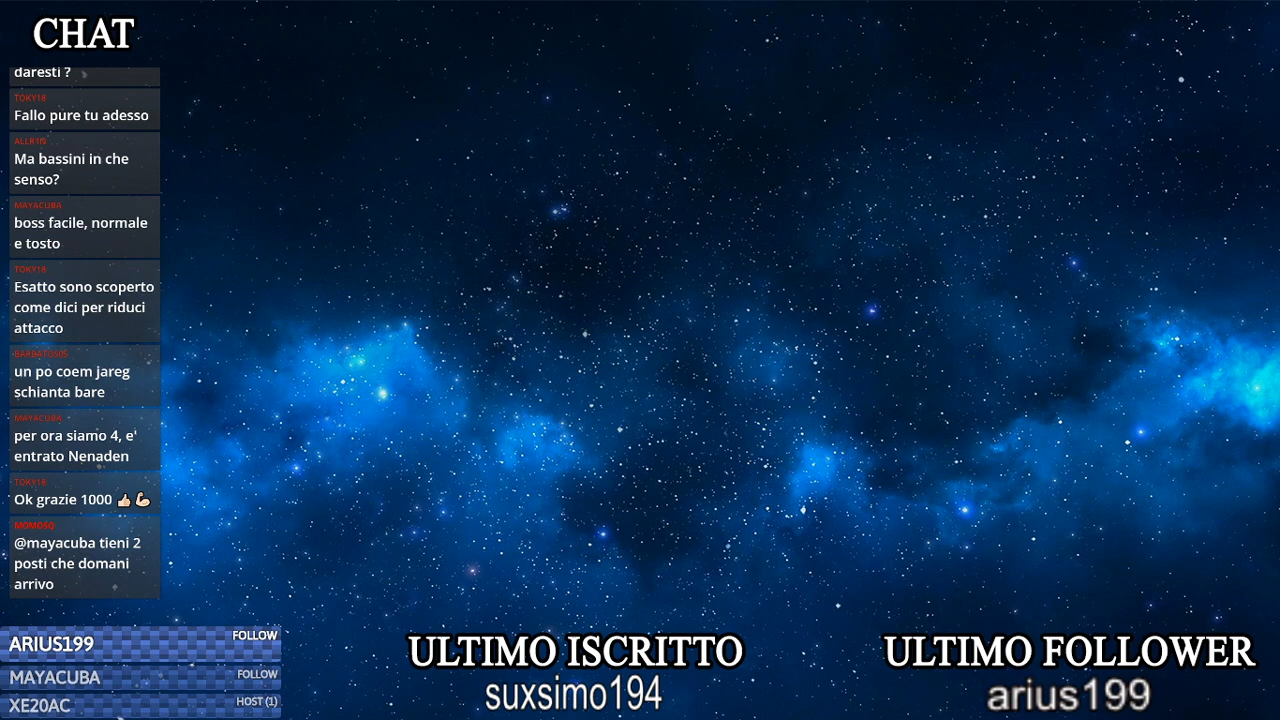 CHAT
daresti ?
TOKY18
Fallo pure tu adesso
Ma bassini in che
senso?
MAYACUBA
boss facile, normale
e tosto
TOKY18
Esatto sono scoperto
come dici per riduci
attacco
BARBATOS05
un po coem jareg
schianta bare
MAYACUBA
per ora siamo 4, e'
entrato Nenaden
TOKY18
Ok grazie 1000 👍🏻💪🏻
@mayacuba tieni 2
posti che domani
arrivo
ARIUS199 FOLLOW
MAYACUBA FOLLOW
XE20AC HOST (1)
ULTIMO ISCRITTO
suxsimo194
ULTIMO FOLLOWER
arius199